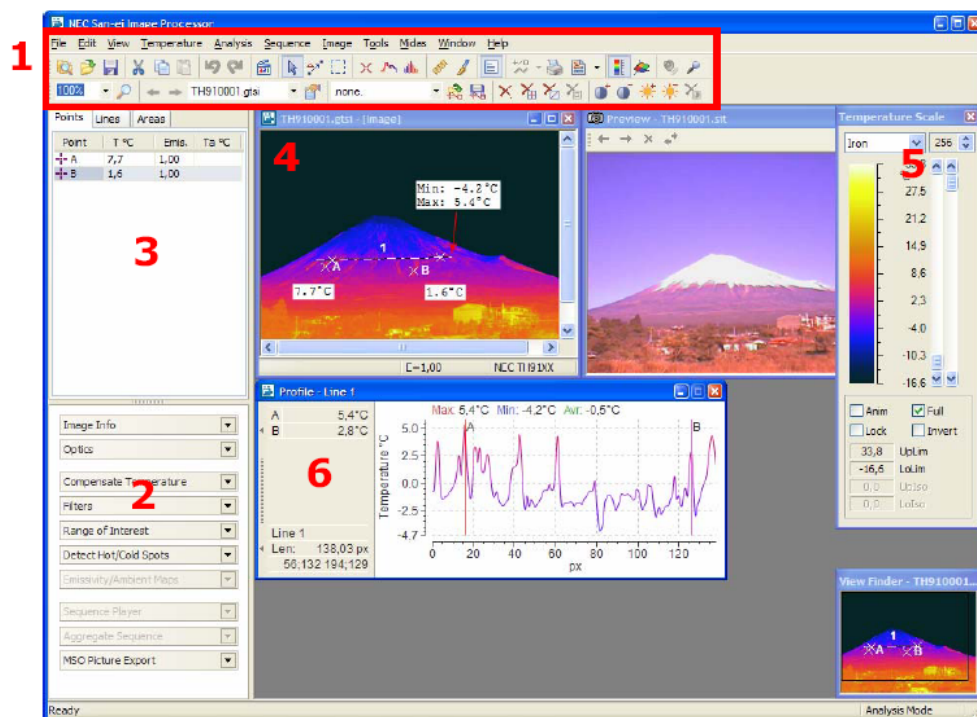 NEC San-ei Image Processor
1
File Edit View Temperature Analysis Sequence Image Tools Midas Window Help
100% TH910001.gtsi none.
Points Lines Areas
Point T °C Emis. Ta °C
A 7,7 1,00
B 1,6 1,00
3
TH910001.gtsi - [Image]
4
Min: -4.2°C
Max: 5.4°C
1
A
B
7.7°C
1.6°C
E=1,00 NEC TH91XX
Preview - TH910001.sit
Temperature Scale
Iron 256
5
27.5
21.2
14,9
8.6
2,3
-4.0
-10.3
-16.6
Anim Full
Lock Invert
33,8 UpLim
-16,6 LoLim
0,0 UpIso
0,0 LoIso
Image Info
Optics
Compensate Temperature
2
Filters
Range of Interest
Detect Hot/Cold Spots
Emissivity/Ambient Maps
Sequence Player
Aggregate Sequence
MSO Picture Export
Profile - Line 1
A 5,4°C
B 2,8°C
6
Line 1
Len: 138,03 px
56;132 194;129
Max: 5,4°C Min: -4,2°C Avr: -0,5°C
A B
Temperature °C
5.0
2.5
0.0
-2.5
-4.7
0 20 40 60 80 100 120
px
View Finder - TH910001...
1
A B
Ready Analysis Mode